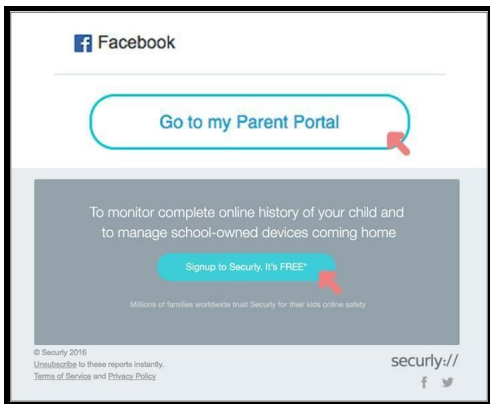 Facebook
Go to my Parent Portal
To monitor complete online history of your child and
to manage school-owned devices coming home
Signup to Securly. It's FREE*
Millions of families worldwide trust Securly for their kids online safety
© Securly 2016
Unsubscribe to these reports instantly.
Terms of Service and Privacy Policy
securly://